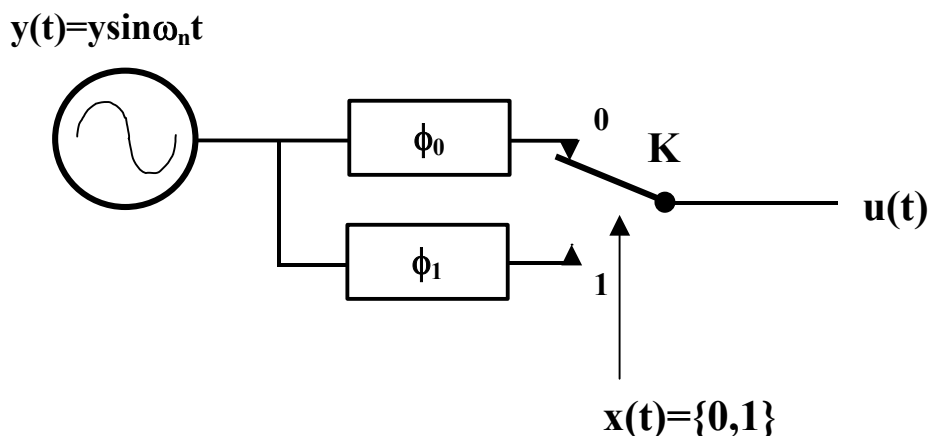 y(t)=ysinωₙt
ϕ₀
0
K
u(t)
ϕ₁
1
x(t)={0,1}